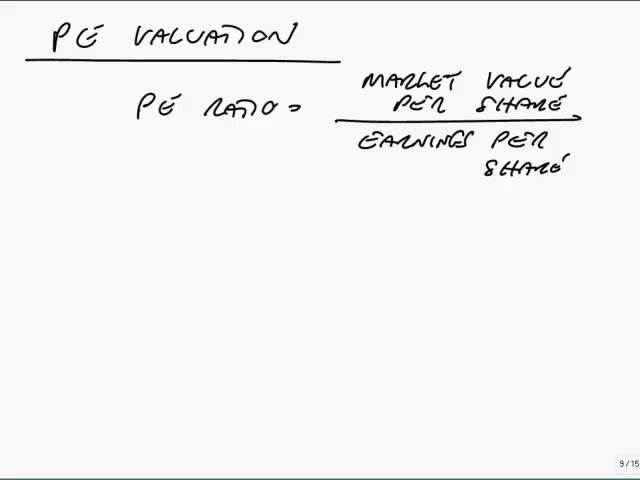 PE VALUATION
MARKET VALUE
PE RATIO = PER SHARE
EARNINGS PER
SHARE
9/15